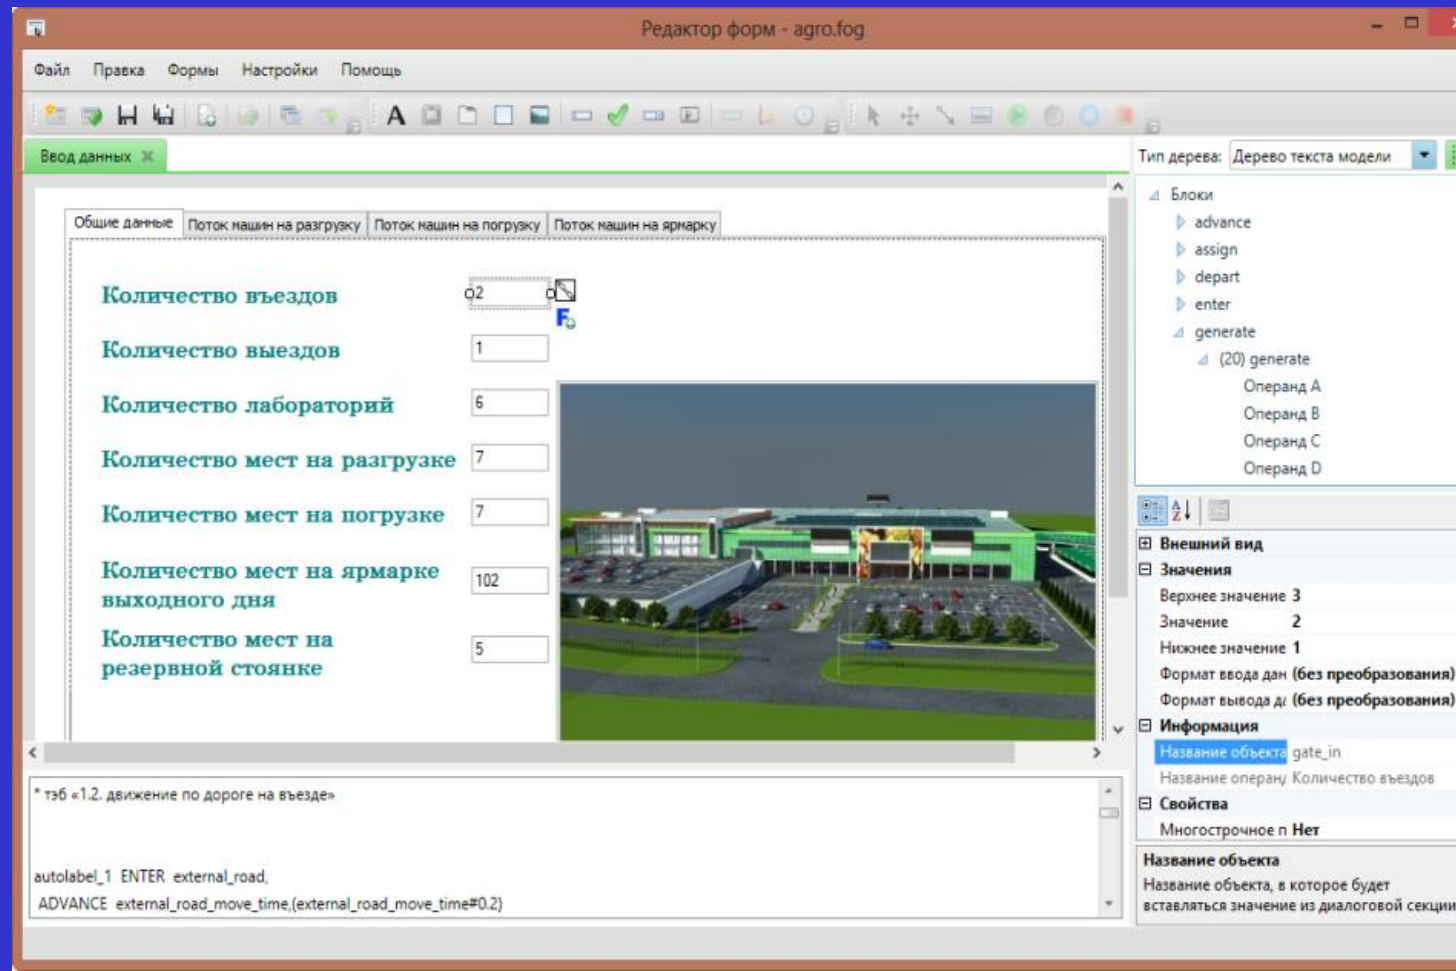 Редактор форм - agro.fog
Файл Правка Формы Настройки Помощь
Ввод данных
Тип дерева: Дерево текста модели
Блоки
advance
assign
depart
enter
generate
(20) generate
Операнд A
Операнд B
Операнд C
Операнд D
Общие данные Поток машин на разгрузку Поток машин на погрузку Поток машин на ярмарку
Количество въездов 2
Количество выездов 1
Количество лабораторий 6
Количество мест на разгрузке 7
Количество мест на погрузке 7
Количество мест на ярмарке
выходного дня 102
Количество мест на
резервной стоянке 5
Внешний вид
Значения
Верхнее значение 3
Значение 2
Нижнее значение 1
Формат ввода дан (без преобразования)
Формат вывода да (без преобразования)
Информация
Название объекта gate_in
Название операн Количество въездов
Свойства
Многострочное п Нет
Название объекта
Название объекта, в которое будет
вставляться значение из диалоговой секции
* тэб «1.2. движение по дороге на въезде»
autolabel_1 ENTER external_road,
ADVANCE external_road_move_time,(external_road_move_time#0.2)